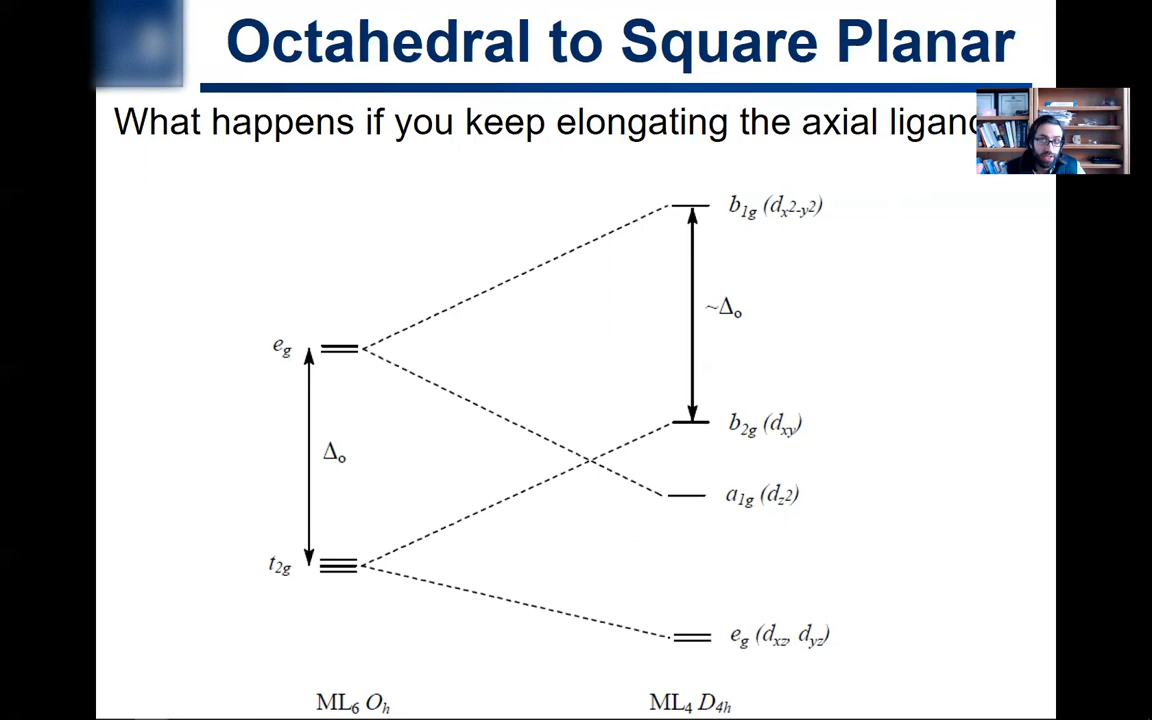 Octahedral to Square Planar
What happens if you keep elongating the axial
b1g (dx2-y2)
~Δo
eg
b2g (dxy)
Δo
a1g (dz2)
t2g
eg (dxz, dyz)
ML6 Oh
ML4 D4h